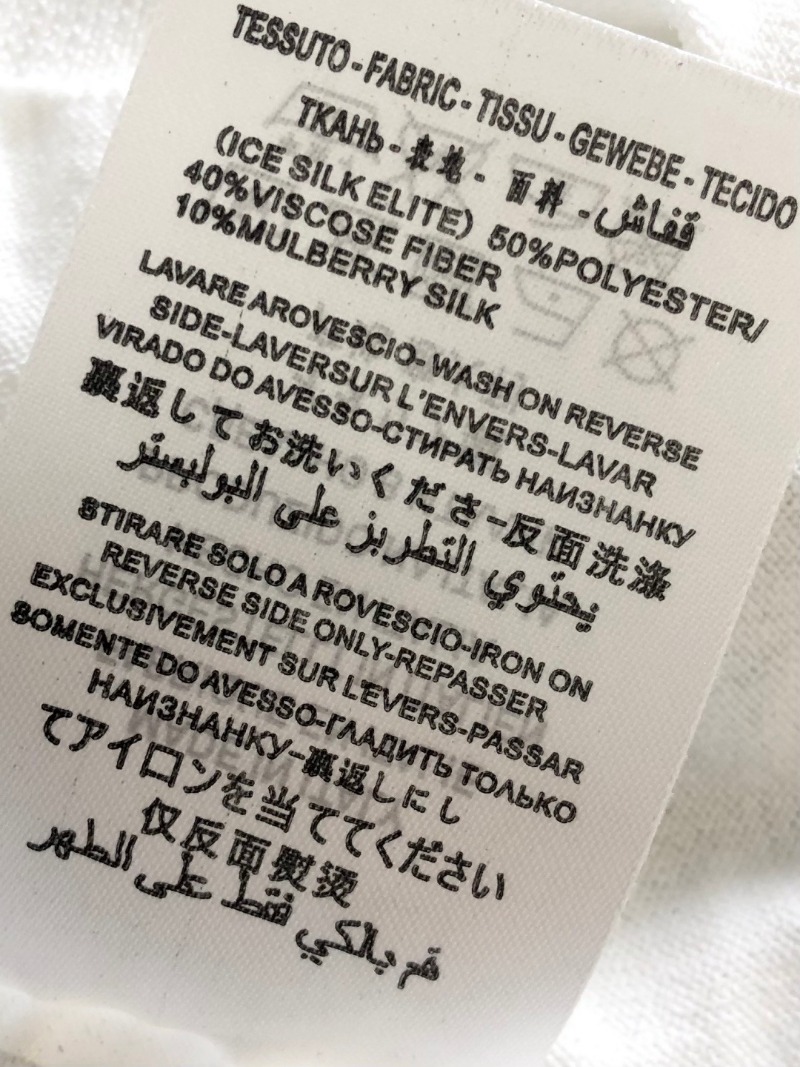 TESSUTO-FABRIC-TISSU-GEWEBE-TECIDO
ТКАНЬ-表地-面料-قفاش
(ICE SILK ELITE) 50%POLYESTER/
40%VISCOSE FIBER
10%MULBERRY SILK
LAVARE AROVESCIO- WASH ON REVERSE
SIDE-LAVERSUR L'ENVERS-LAVAR
VIRADO DO AVESSO-СТИРАТЬ НАИЗНАНКУ
裏返してお洗いくださ-反面洗涤
يحتوي التطريز على البوليستر
STIRARE SOLO A ROVESCIO-IRON ON
REVERSE SIDE ONLY-REPASSER
EXCLUSIVEMENT SUR L'EVERS-PASSAR
SOMENTE DO AVESSO-ГЛАДИТЬ ТОЛЬКО
НАИЗНАНКУ-裏返しにし
てアイロンを当ててください
仅反面熨烫
قم بالكي فقط على الظهر